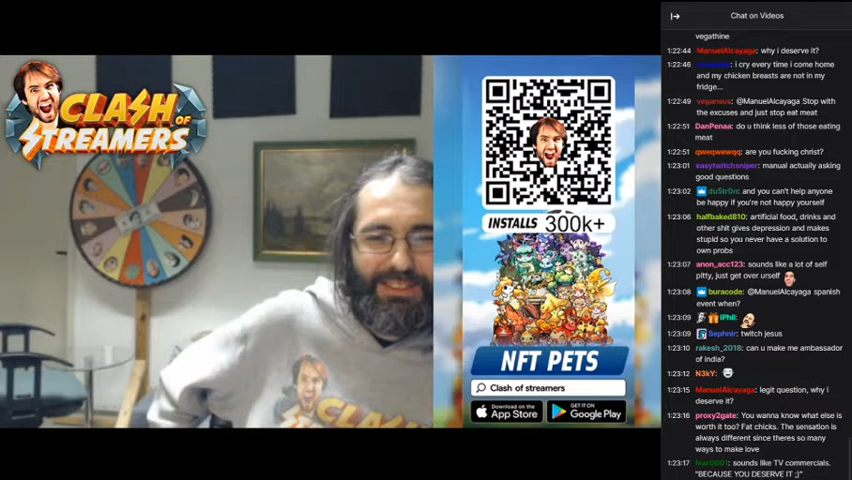 Chat on Videos
vegathine
1:22:44 ManuelAlcayaga: why i deserve it?
1:22:46 : i cry every time i come home
and my chicken breasts are not in my
fridge...
1:22:49 vegansus: @ManuelAlcayaga Stop with
the excuses and just stop eat meat
1:22:51 DanPenaa: do u think less of those eating
meat
1:22:51 qweqwewqq: are you fucking christ?
1:23:01 easytwitchsniper: manual actually asking
good questions
1:23:02 du5tr0rc and you can't help anyone
be happy if you're not happy yourself
1:23:06 halfbaked810: artificial food, drinks and
other shit gives depression and makes
stupid so you never have a solution to
own probs
1:23:07 anon_acc123: sounds like a lot of self
pitty, just get over urself
1:23:08 buracode: @ManuelAlcayaga spanish
event when?
1:23:09 IPhil:
1:23:09 Sephnir: twitch jesus
1:23:10 rakesh_2018: can u make me ambassador
of india?
1:23:12 N3kY:
1:23:15 ManuelAlcayaga: legit question, why i
deserve it?
1:23:16 proxy2gate: You wanna know what else is
worth it too? Fat chicks. The sensation is
always different since theres so many
ways to make love
1:23:17 fear0001: sounds like TV commercials.
"BECAUSE YOU DESERVE IT ;)"
CLASH OF
STREAMERS
INSTALLS 300k+
NFT PETS
Clash of streamers
Download on the
App Store
GET IT ON
Google Play
CLASH